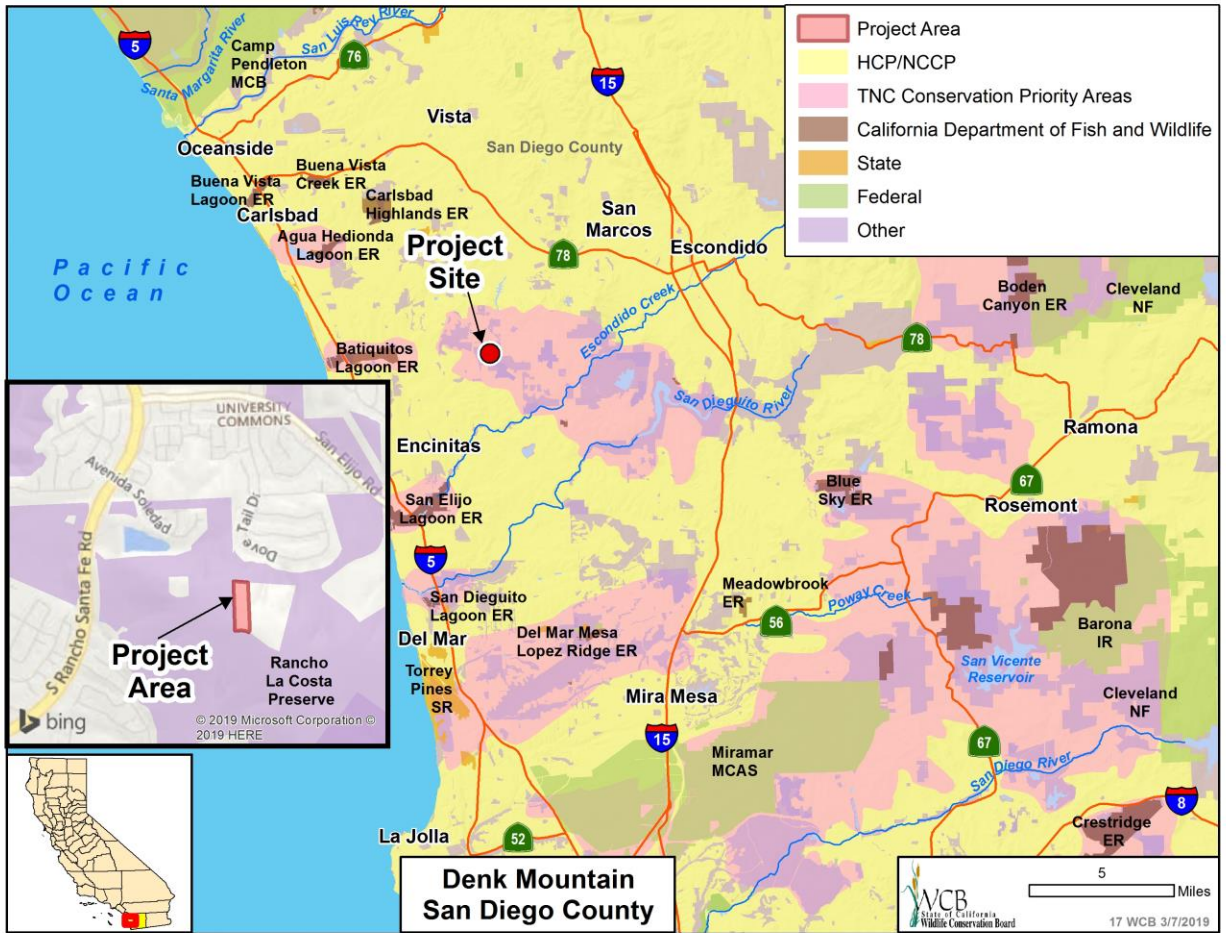 5
San Luis Rey River
76
Camp
Pendleton
MCB
Santa Margarita River
15
Vista
Oceanside
San Diego County
Buena Vista
Creek ER
Buena Vista
Lagoon ER
Carlsbad
Highlands ER
Carlsbad
San
Marcos
Escondido
Agua Hedionda
Lagoon ER
Project
Site
78
Pacific
Ocean
Escondido Creek
Boden
Canyon ER
Cleveland
NF
78
Batiquitos
Lagoon ER
San Dieguito River
Encinitas
Ramona
67
Blue
Sky ER
Rosemont
San Elijo
Lagoon ER
5
Meadowbrook
ER
Poway Creek
56
San Dieguito
Lagoon ER
Del Mar
Del Mar Mesa
Lopez Ridge ER
Barona
IR
Torrey
Pines
SR
San Vicente
Reservoir
Mira Mesa
Cleveland
NF
15
Miramar
MCAS
67
San Diego River
8
La Jolla
52
Crestridge
ER
Project Area
HCP/NCCP
TNC Conservation Priority Areas
California Department of Fish and Wildlife
State
Federal
Other
UNIVERSITY
COMMONS
San Elijo Rd
Avenida Soledad
Dove Tail Dr
S Rancho Santa Fe Rd
Project
Area
Rancho
La Costa
Preserve
bing
© 2019 Microsoft Corporation ©
2019 HERE
Denk Mountain
San Diego County
WCB
State of California
Wildlife Conservation Board
5
Miles
17 WCB 3/7/2019